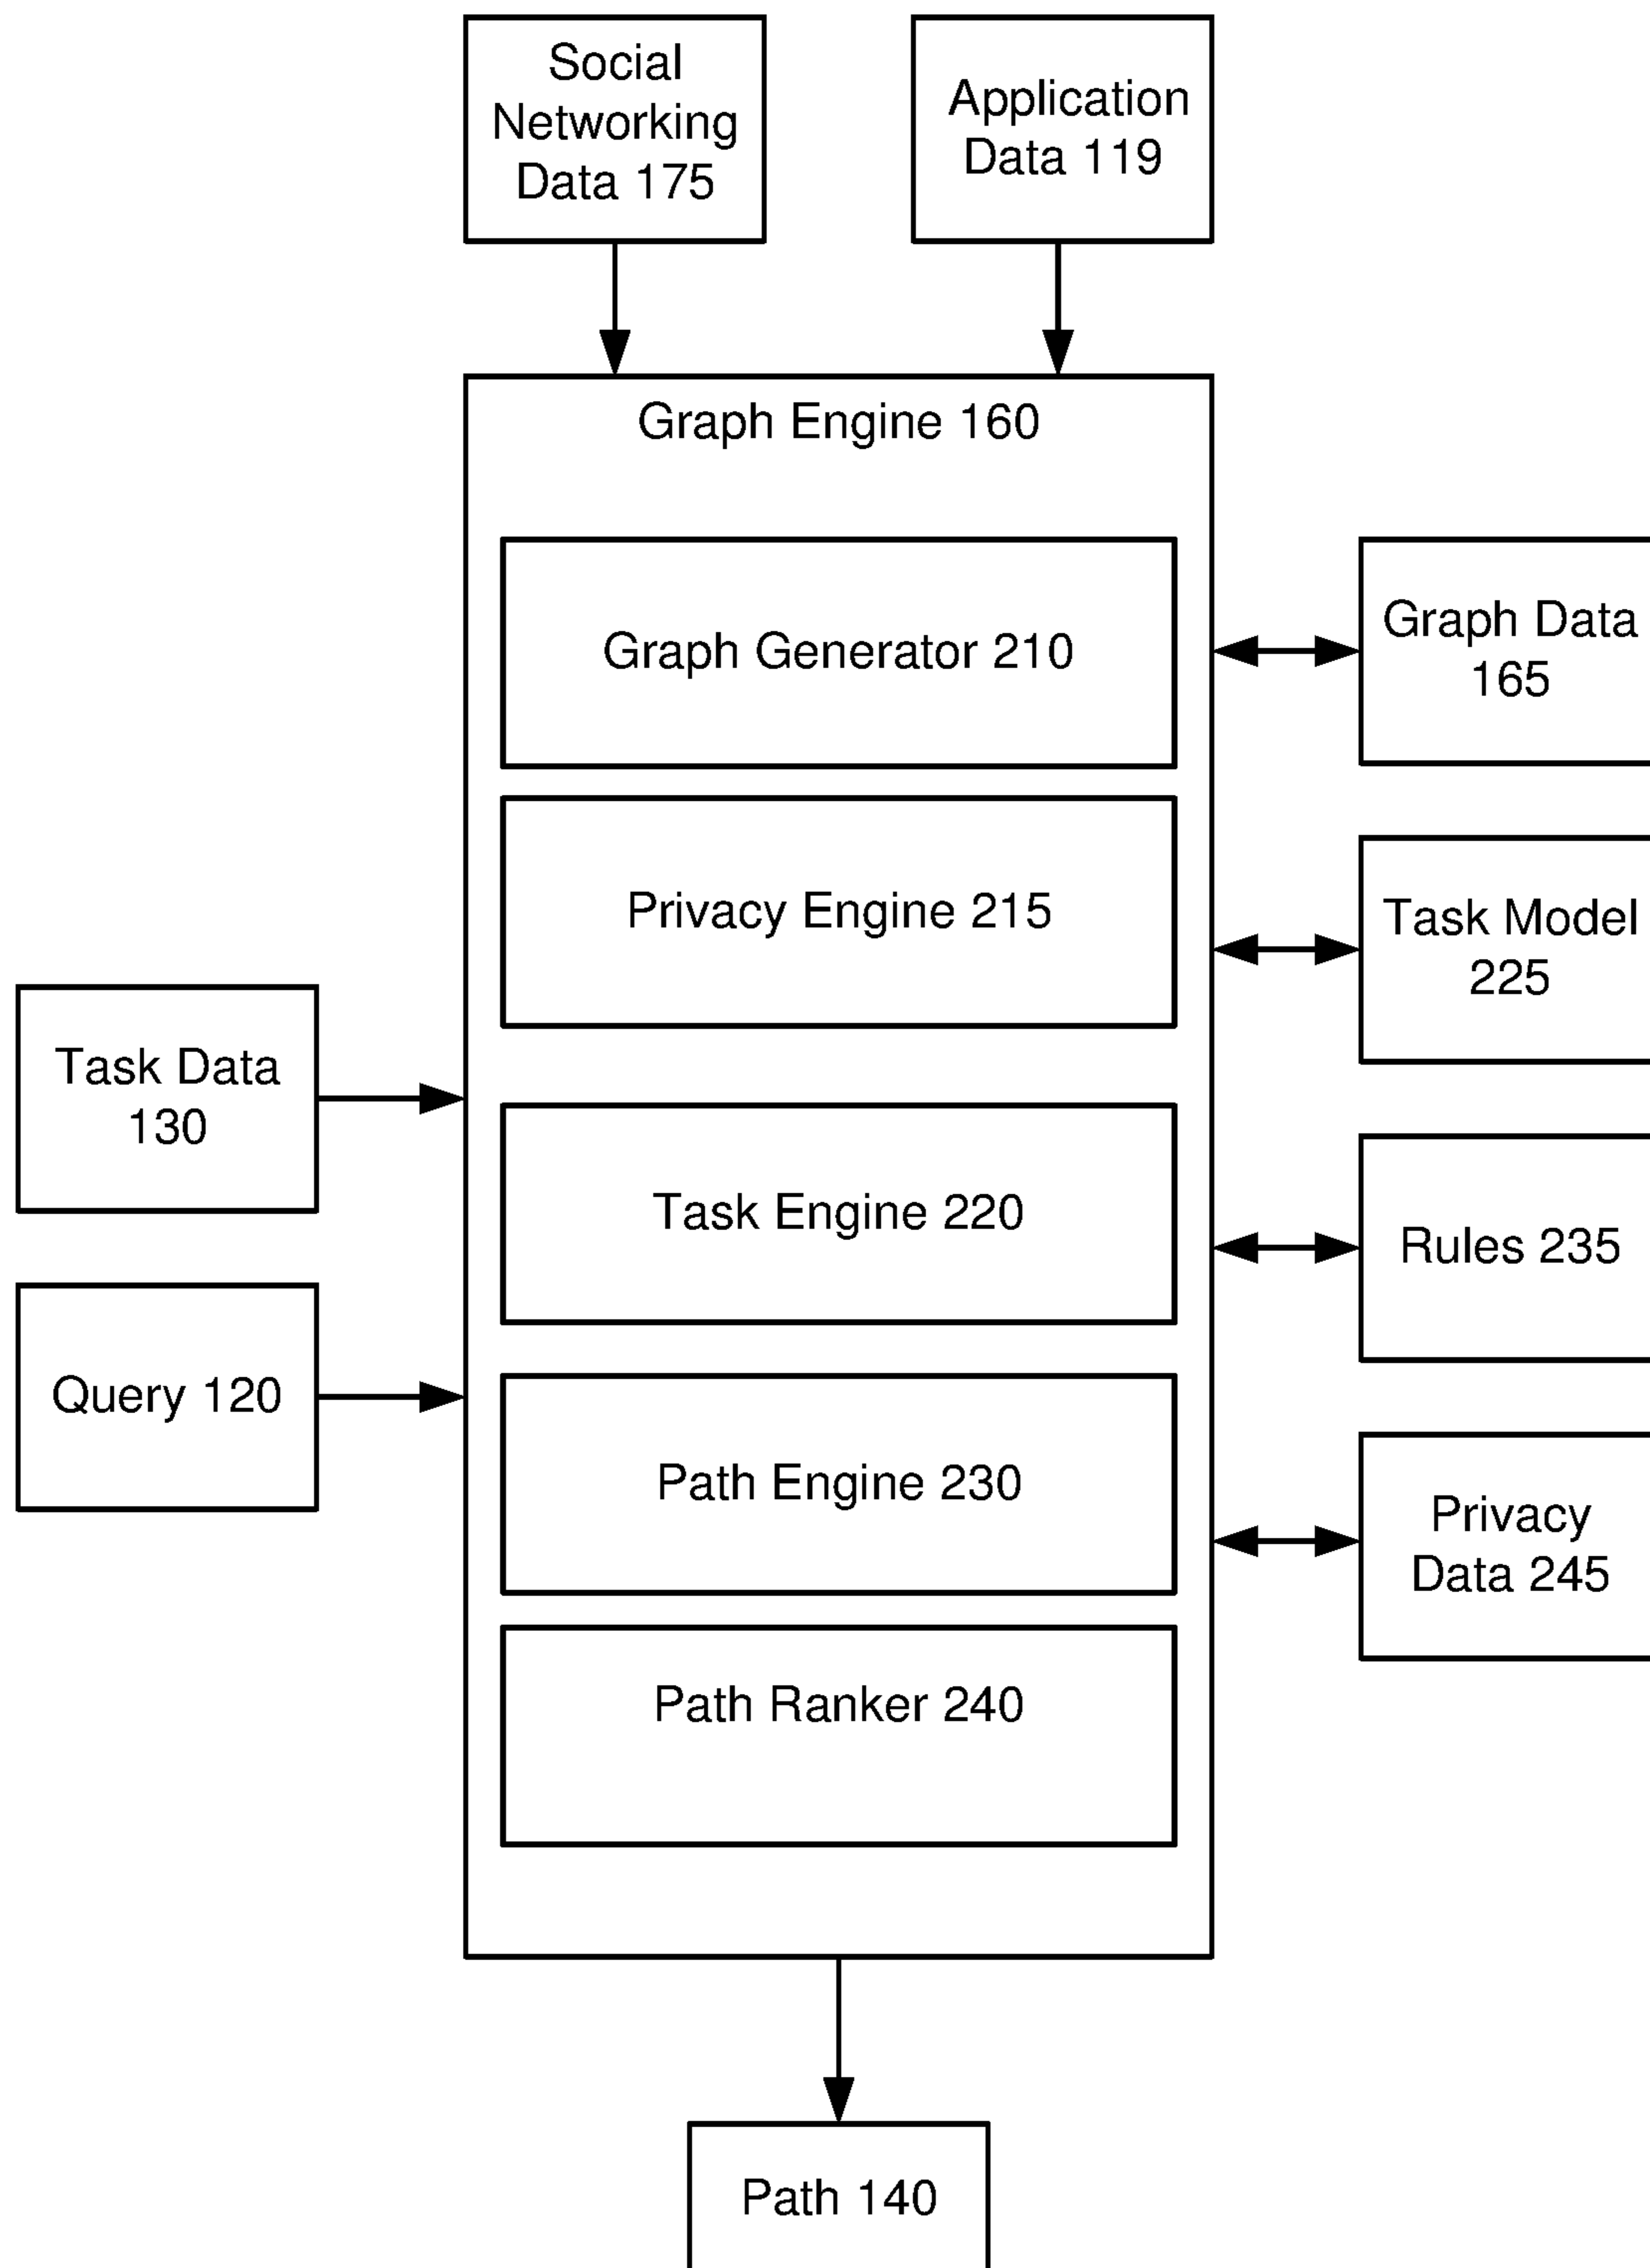 Social
Networking
Data 175
Application
Data 119
Graph Engine 160
Graph Generator 210
Graph Data
165
Privacy Engine 215
Task Model
225
Task Data
130
Task Engine 220
Rules 235
Query 120
Path Engine 230
Privacy
Data 245
Path Ranker 240
Path 140